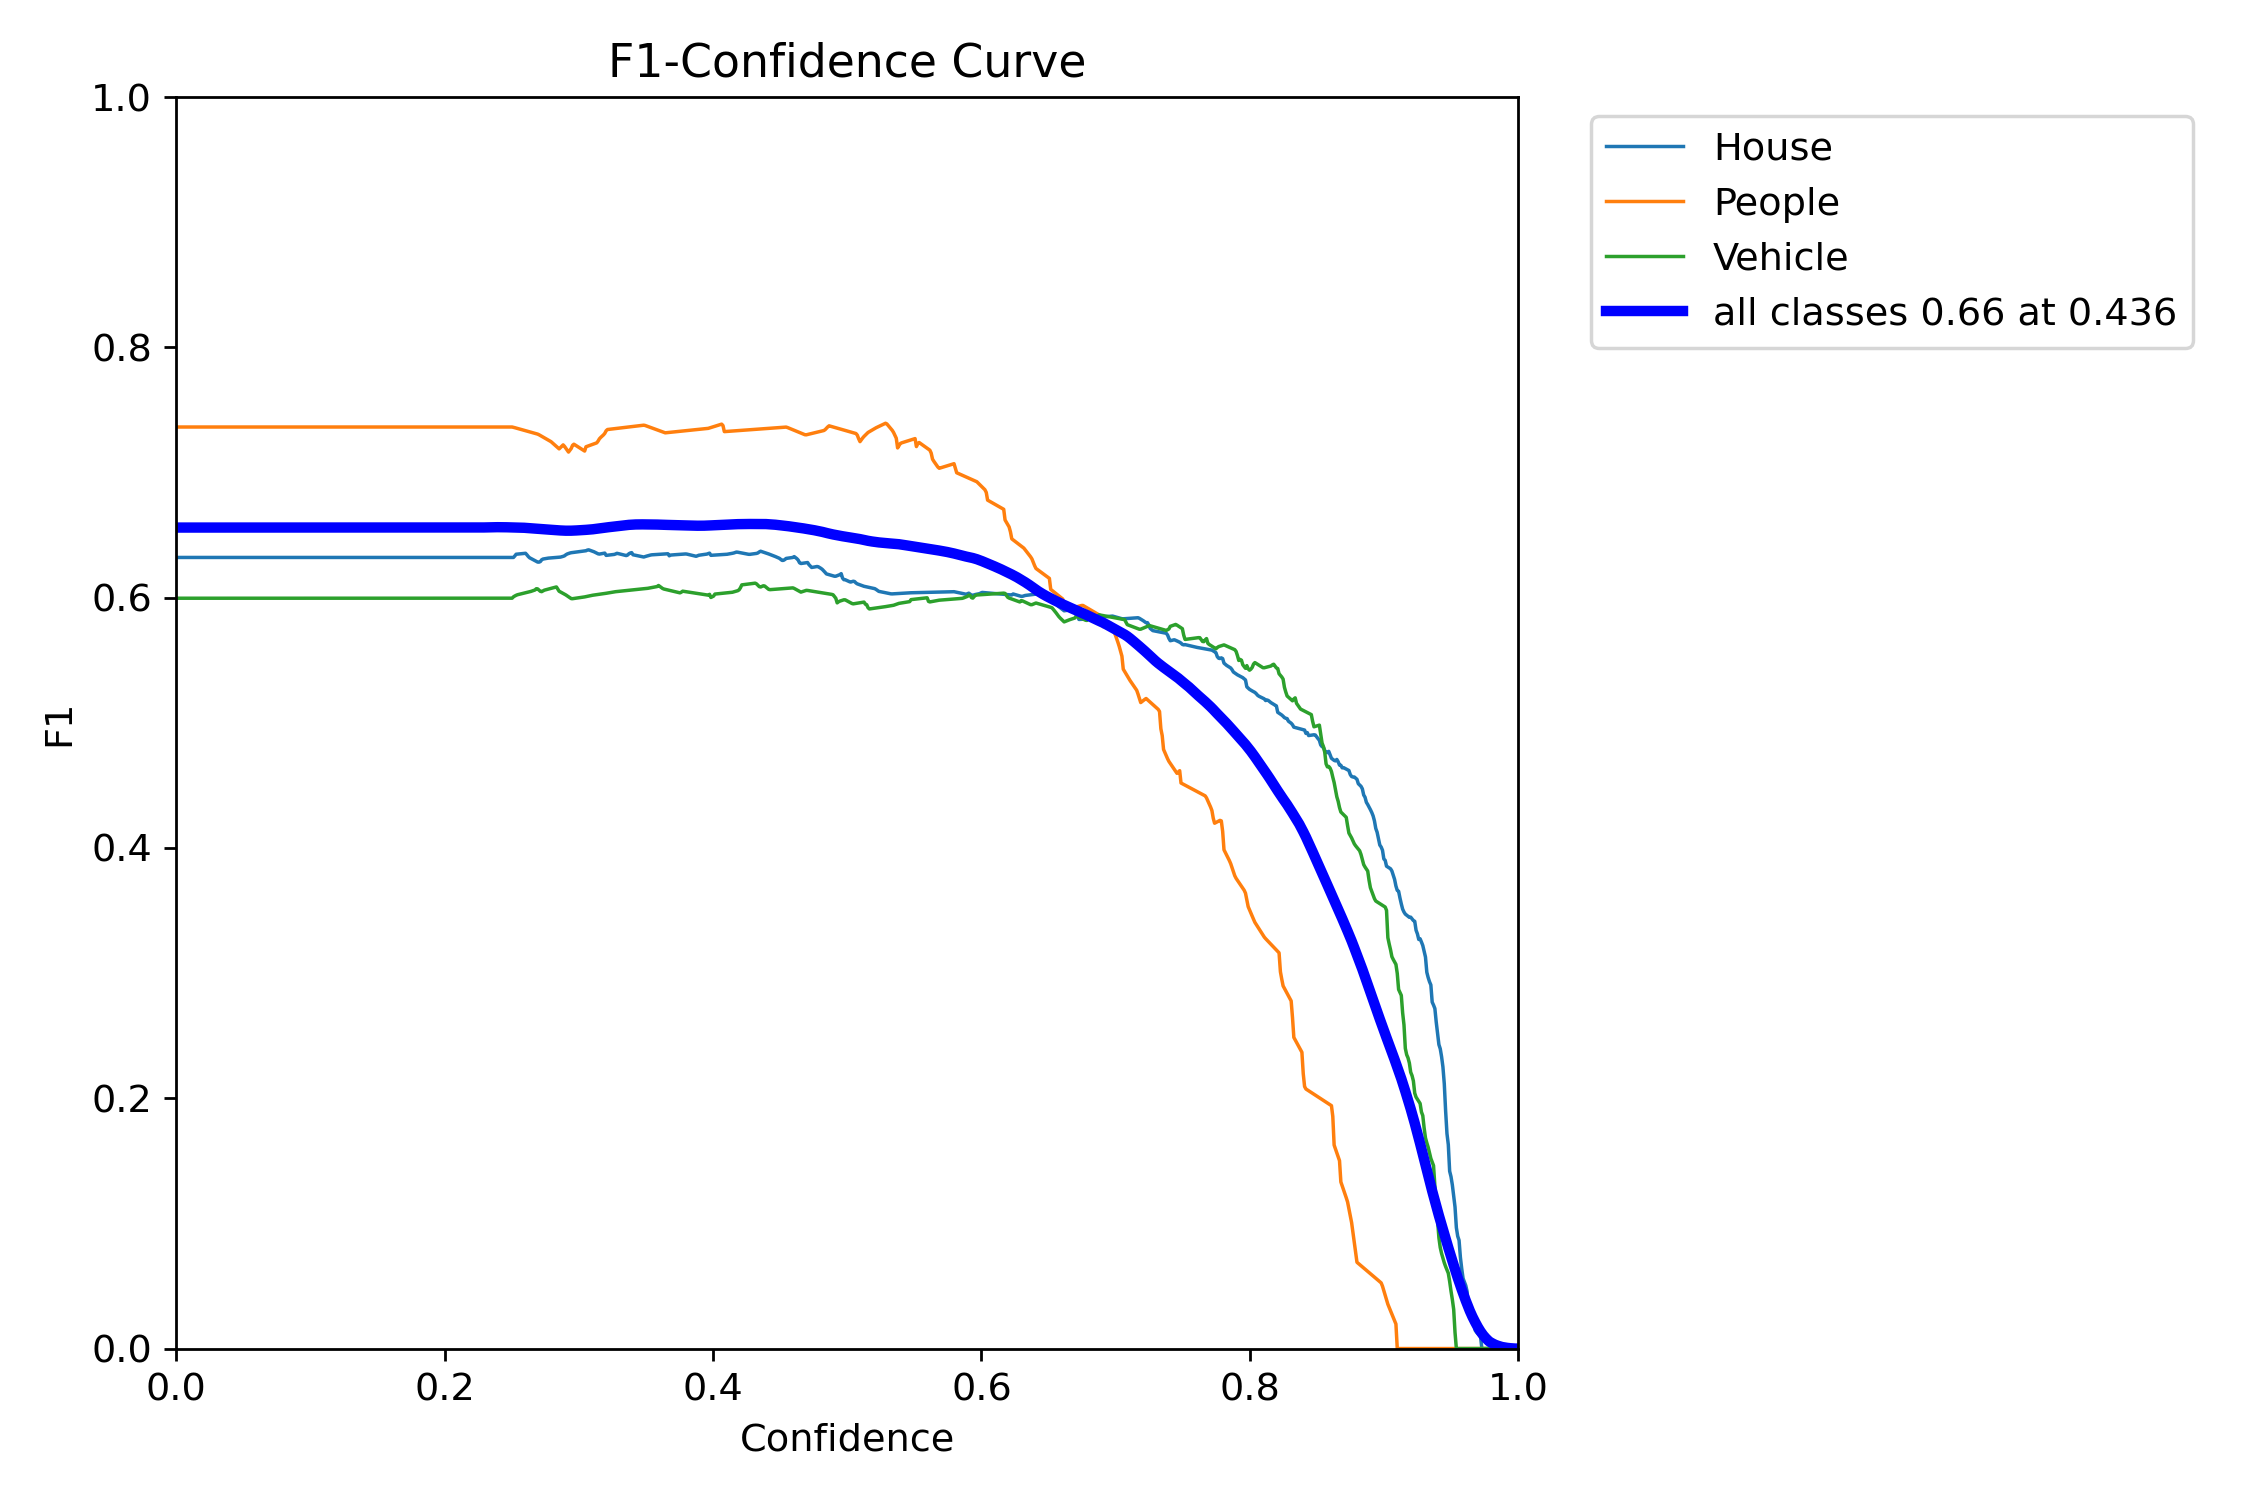 F1-Confidence Curve
House
People
Vehicle
all classes 0.66 at 0.436
F1
1.0
0.8
0.6
0.4
0.2
0.0
0.0 0.2 0.4 0.6 0.8 1.0
Confidence